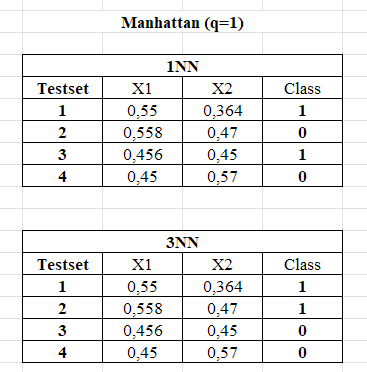 Manhattan (q=1)
1NN
Testset X1 X2 Class
1 0,55 0,364 1
2 0,558 0,47 0
3 0,456 0,45 1
4 0,45 0,57 0
3NN
Testset X1 X2 Class
1 0,55 0,364 1
2 0,558 0,47 1
3 0,456 0,45 0
4 0,45 0,57 0